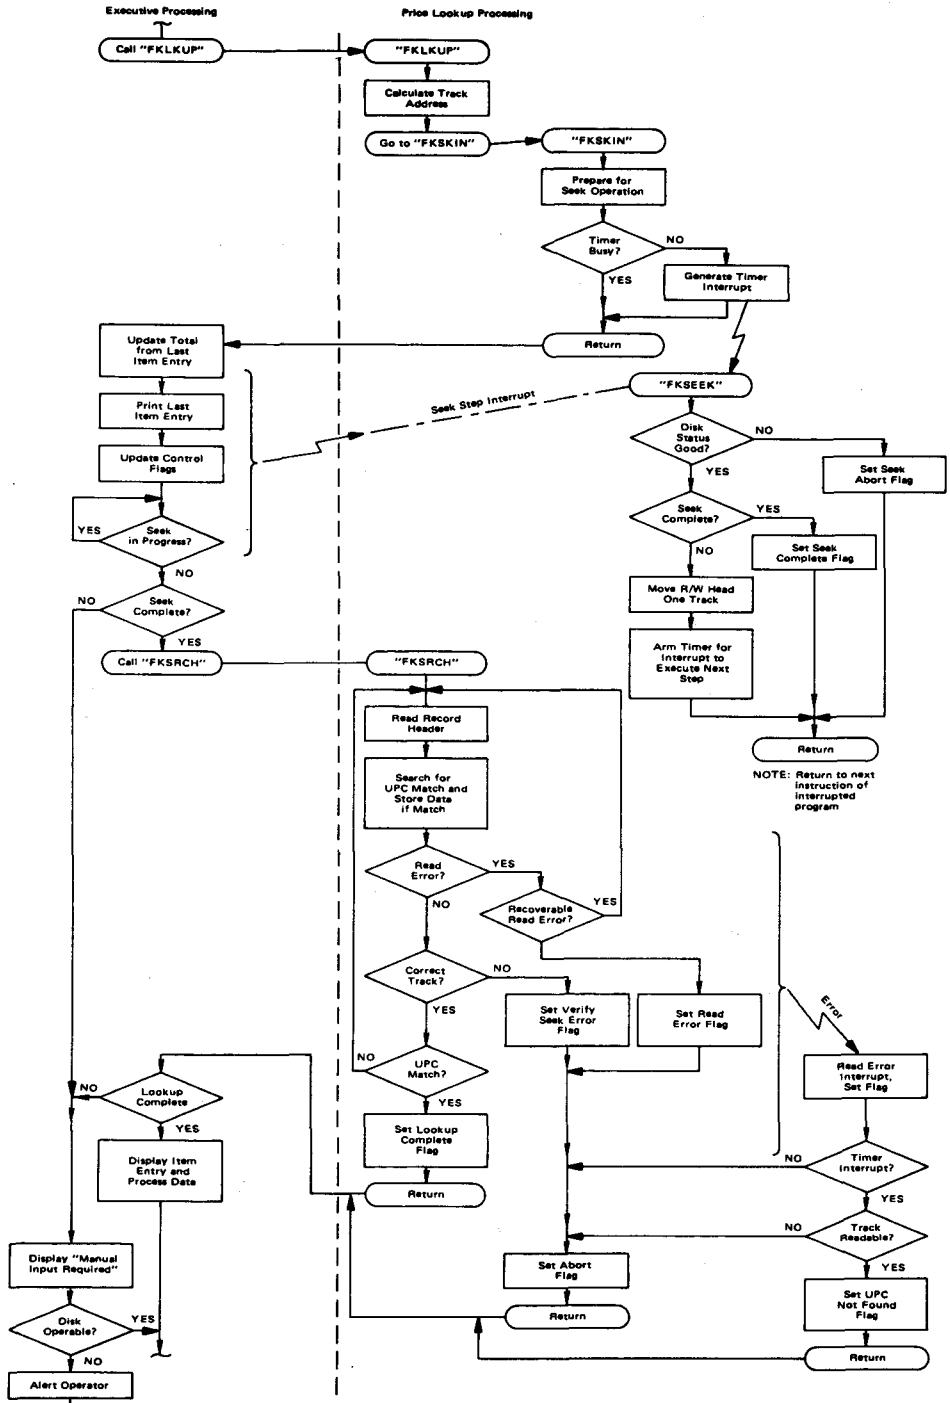 Executive Processing
Price Lookup Processing
Call "FKLKUP"
"FKLKUP"
Calculate Track
Address
Go to "FKSKIN"
"FKSKIN"
Prepare for
Seek Operation
Timer
Busy?
NO
YES
Generate Timer
Interrupt
Return
Update Total
from Last
Item Entry
Print Last
Item Entry
Update Control
Flags
YES
Seek
in Progress?
NO
NO
Seek
Complete?
YES
Call "FKSRCH"
Seek Step Interrupt
"FKSEEK"
Disk
Status
Good?
NO
YES
Set Seek
Abort Flag
Seek
Complete?
YES
NO
Set Seek
Complete Flag
Move R/W Head
One Track
Arm Timer for
Interrupt to
Execute Next
Step
Return
NOTE: Return to next
instruction of
interrupted
program
"FKSRCH"
Read Record
Header
Search for
UPC Match and
Store Data
if Match
Read
Error?
YES
NO
Recoverable
Read Error?
YES
Correct
Track?
NO
YES
Set Verify
Seek Error
Flag
Set Read
Error Flag
NO
UPC
Match?
YES
Set Lookup
Complete
Flag
Return
Error
Read Error
Interrupt,
Set Flag
NO
Timer
Interrupt?
YES
NO
Track
Readable?
YES
Set UPC
Not Found
Flag
Return
Set Abort
Flag
Return
NO
Lookup
Complete
YES
Display Item
Entry and
Process Data
Display "Manual
Input Required"
Disk
Operable?
YES
NO
Alert Operator